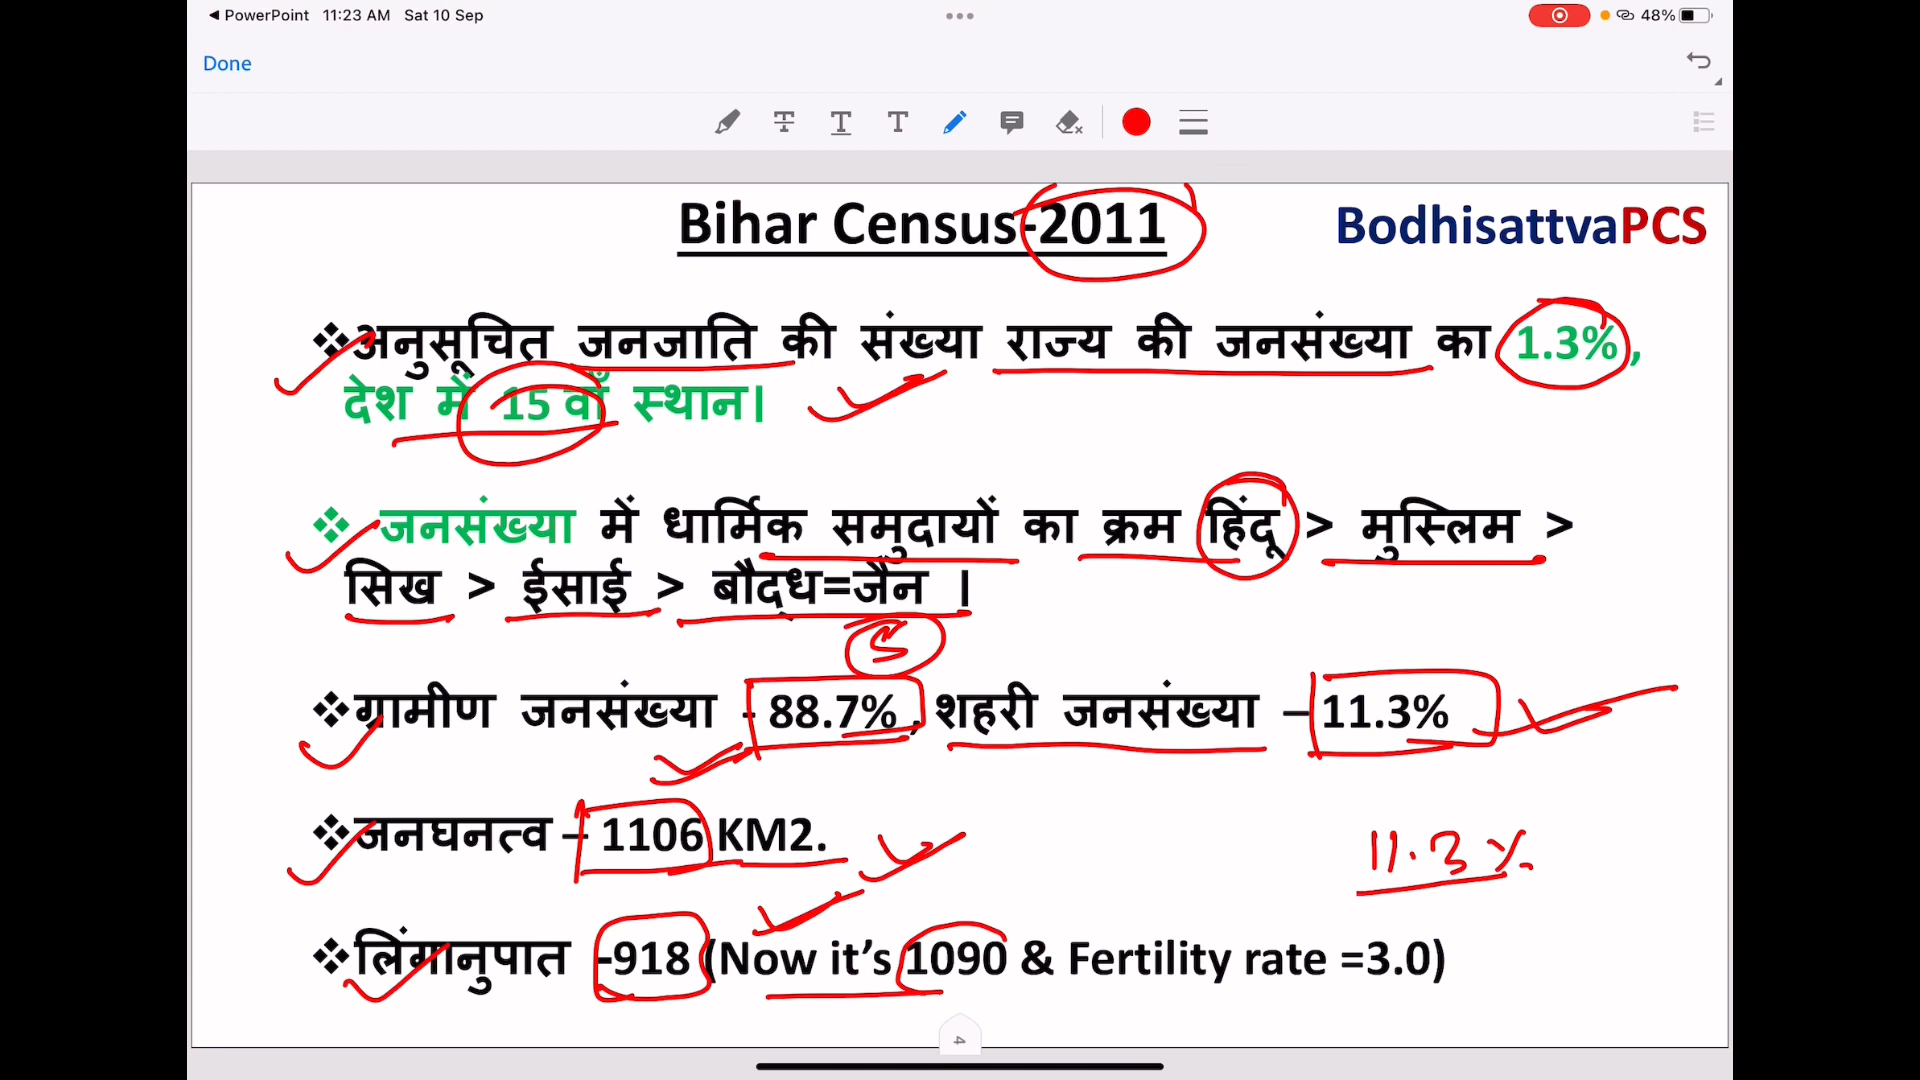 PowerPoint 11:23 AM Sat 10 Sep 48%
Done
Bihar Census-2011
BodhisattvaPCS
❖अनुसूचित जनजाति की संख्या राज्य की जनसंख्या का 1.3%,
देश में 15 वाँ स्थान।
❖ जनसंख्या में धार्मिक समुदायों का क्रम हिंदू > मुस्लिम >
सिख > ईसाई > बौद्ध=जैन ।
❖ग्रामीण जनसंख्या - 88.7% , शहरी जनसंख्या – 11.3%
❖जनघनत्व – 1106 KM2.
11.3 %
❖लिंगानुपात -918 (Now it's 1090 & Fertility rate =3.0)
4